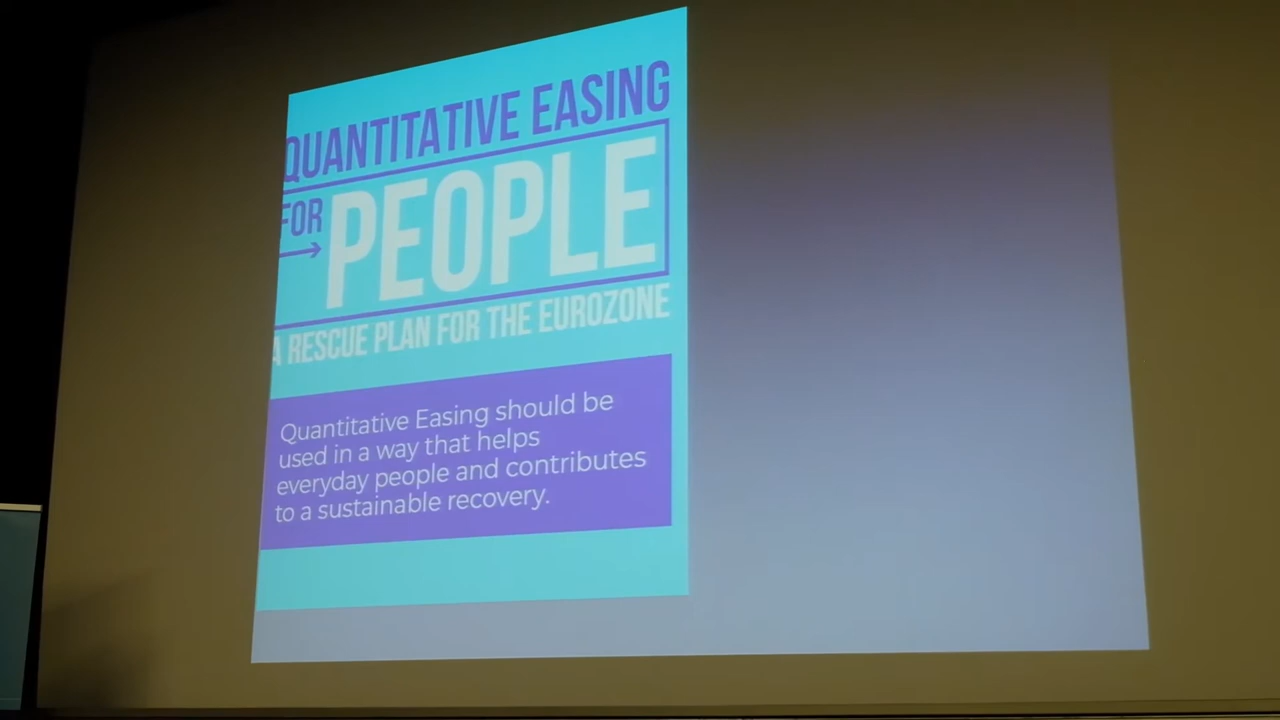 QUANTITATIVE EASING
FOR
PEOPLE
A RESCUE PLAN FOR THE EUROZONE
Quantitative Easing should be
used in a way that helps
everyday people and contributes
to a sustainable recovery.